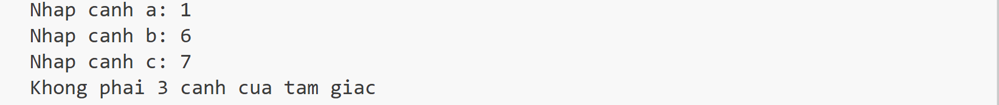 Nhap canh a: 1
Nhap canh b: 6
Nhap canh c: 7
Khong phai 3 canh cua tam giac